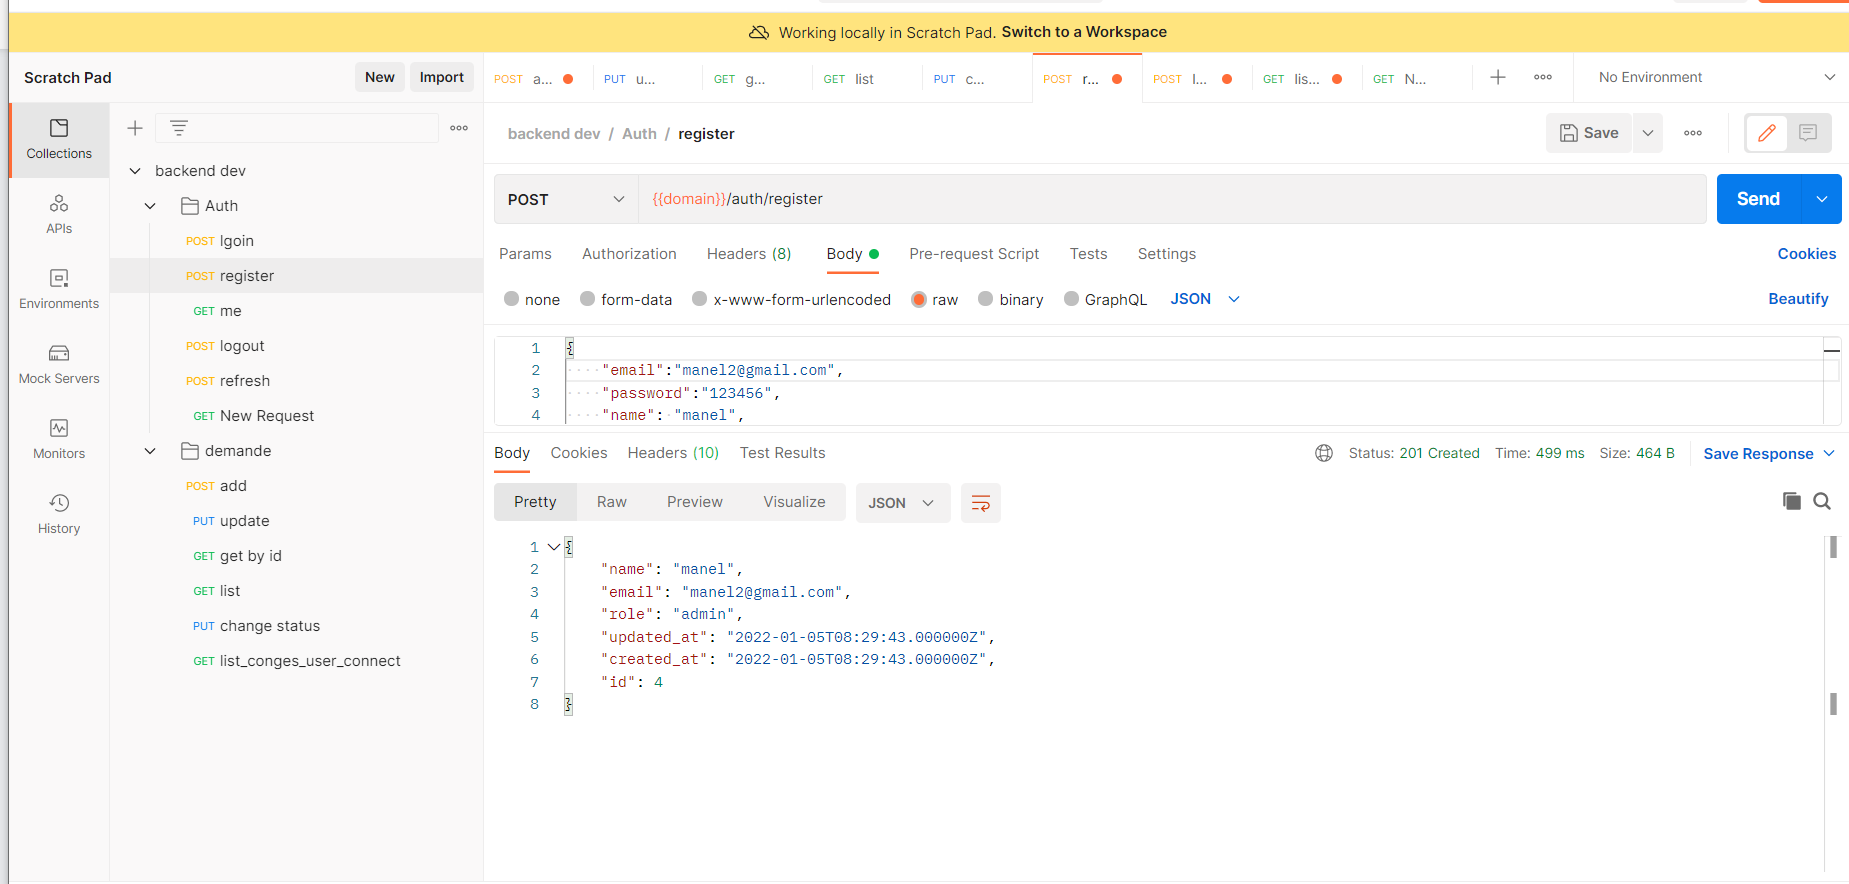 Working locally in Scratch Pad. Switch to a Workspace
Scratch Pad
New
Import
POST a...
PUT u...
GET g...
GET list
PUT c...
POST r...
POST l...
GET lis...
GET N...
No Environment
Collections
APIs
Environments
Mock Servers
Monitors
History
backend dev
Auth
POST lgoin
POST register
GET me
POST logout
POST refresh
GET New Request
demande
POST add
PUT update
GET get by id
GET list
PUT change status
GET list_conges_user_connect
backend dev / Auth / register
Save
POST
{{domain}}/auth/register
Send
Params
Authorization
Headers (8)
Body
Pre-request Script
Tests
Settings
Cookies
none
form-data
x-www-form-urlencoded
raw
binary
GraphQL
JSON
Beautify
1 {
2 "email":"manel2@gmail.com",
3 "password":"123456",
4 "name": "manel",
Body
Cookies
Headers (10)
Test Results
Status: 201 Created
Time: 499 ms
Size: 464 B
Save Response
Pretty
Raw
Preview
Visualize
JSON
1 {
2 "name": "manel",
3 "email": "manel2@gmail.com",
4 "role": "admin",
5 "updated_at": "2022-01-05T08:29:43.000000Z",
6 "created_at": "2022-01-05T08:29:43.000000Z",
7 "id": 4
8 }